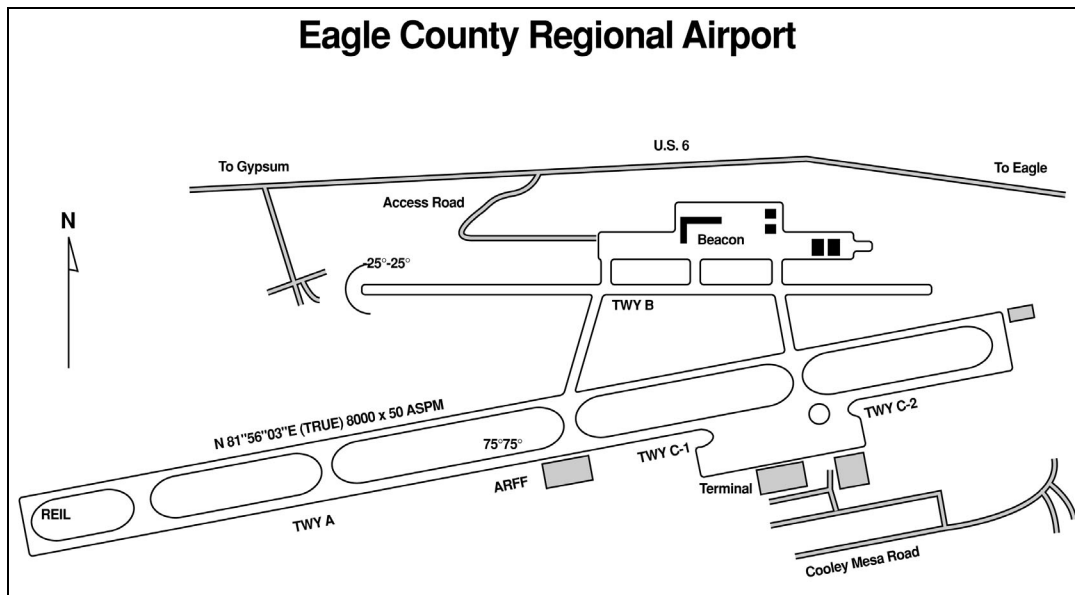 Eagle County Regional Airport
U.S. 6
To Gypsum
To Eagle
Access Road
N
Beacon
-25°-25°
TWY B
N 81"56"03"E (TRUE) 8000 x 50 ASPM
TWY C-2
75°75°
TWY C-1
ARFF
Terminal
REIL
TWY A
Cooley Mesa Road